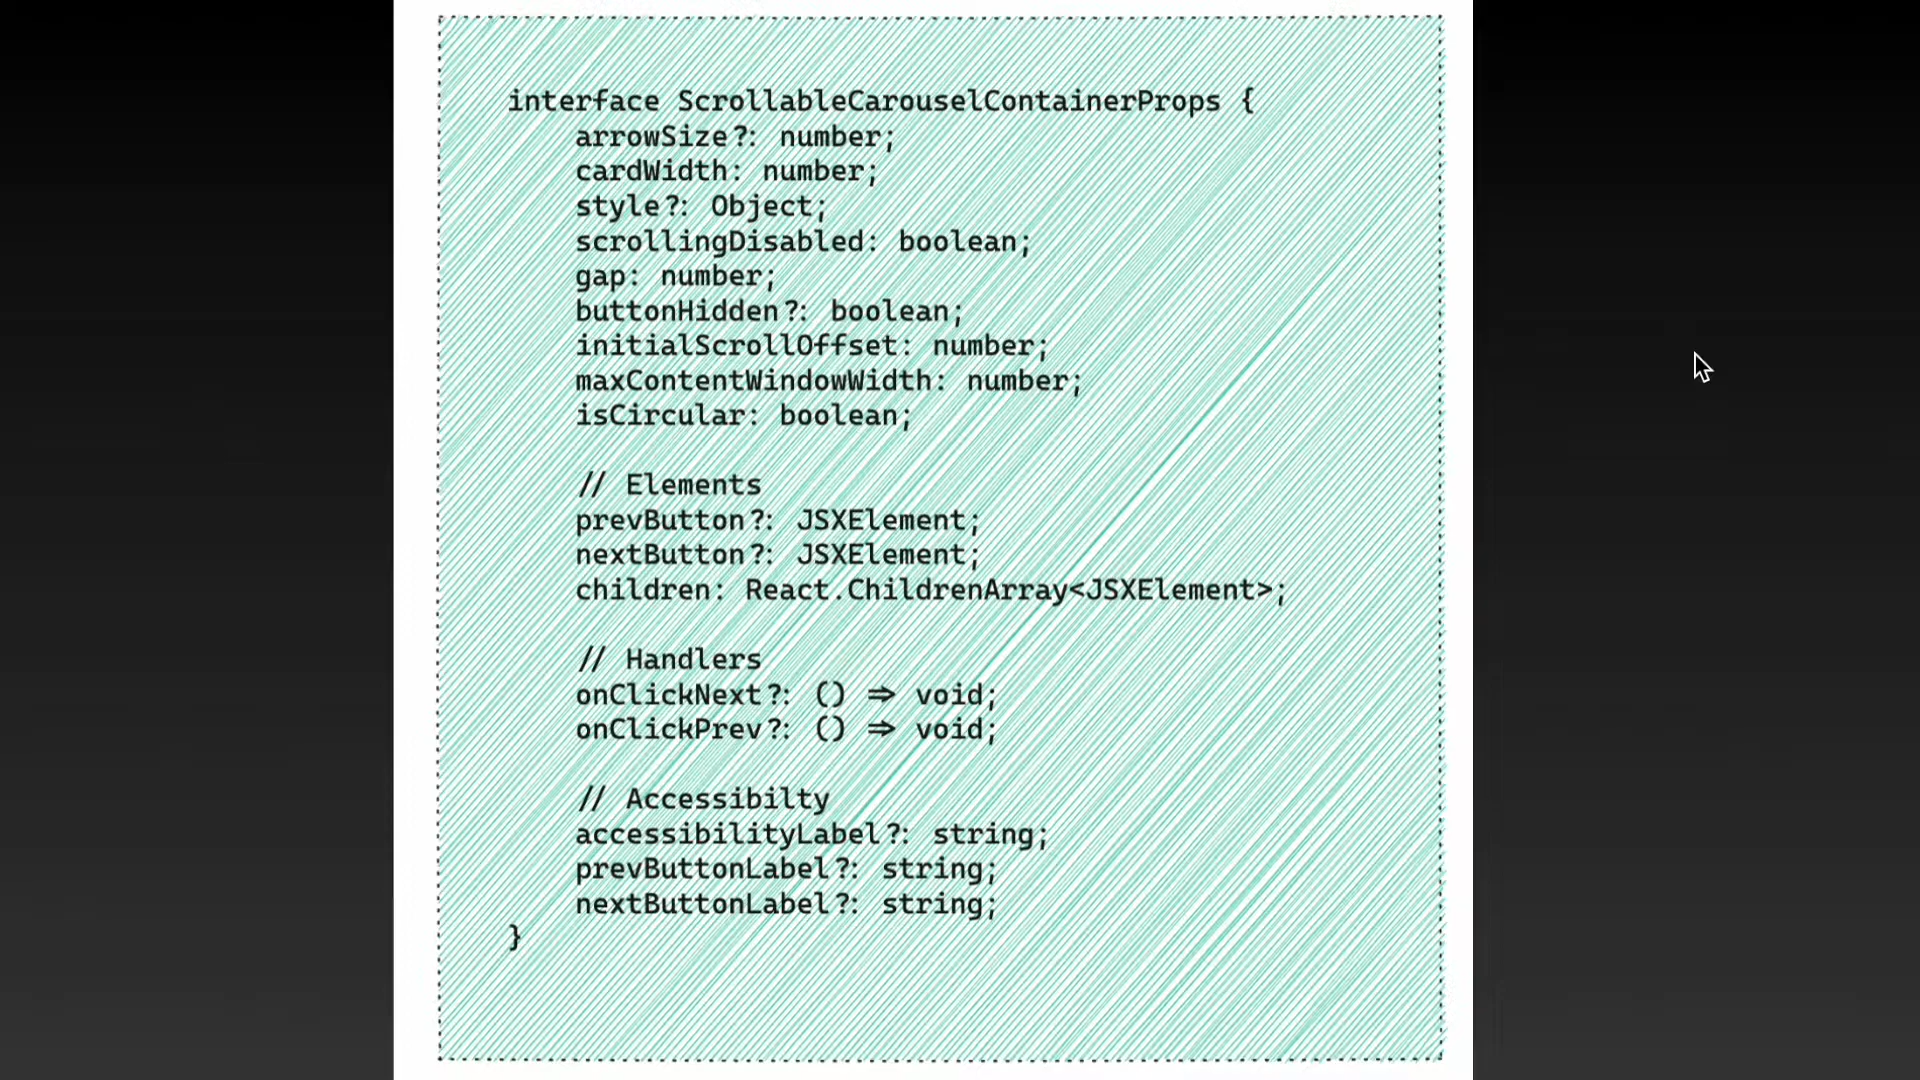 interface ScrollableCarouselContainerProps {
arrowSize?: number;
cardWidth: number;
style?: Object;
scrollingDisabled: boolean;
gap: number;
buttonHidden?: boolean;
initialScrollOffset: number;
maxContentWindowWidth: number;
isCircular: boolean;
// Elements
prevButton?: JSXElement;
nextButton?: JSXElement;
children: React.ChildrenArray<JSXElement>;
// Handlers
onClickNext?: () => void;
onClickPrev?: () => void;
// Accessibilty
accessibilityLabel?: string;
prevButtonLabel?: string;
nextButtonLabel?: string;
}